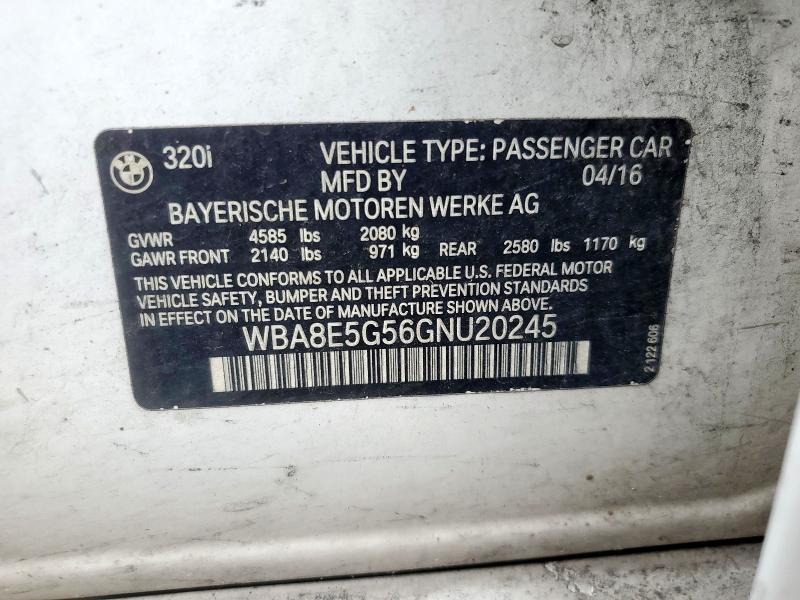 BMW
320i VEHICLE TYPE: PASSENGER CAR
MFD BY 04/16
BAYERISCHE MOTOREN WERKE AG
GVWR 4585 lbs 2080 kg
GAWR FRONT 2140 lbs 971 kg REAR 2580 lbs 1170 kg
THIS VEHICLE CONFORMS TO ALL APPLICABLE U.S. FEDERAL MOTOR
VEHICLE SAFETY, BUMPER AND THEFT PREVENTION STANDARDS
IN EFFECT ON THE DATE OF MANUFACTURE SHOWN ABOVE.
WBA8E5G56GNU20245
2 122 606